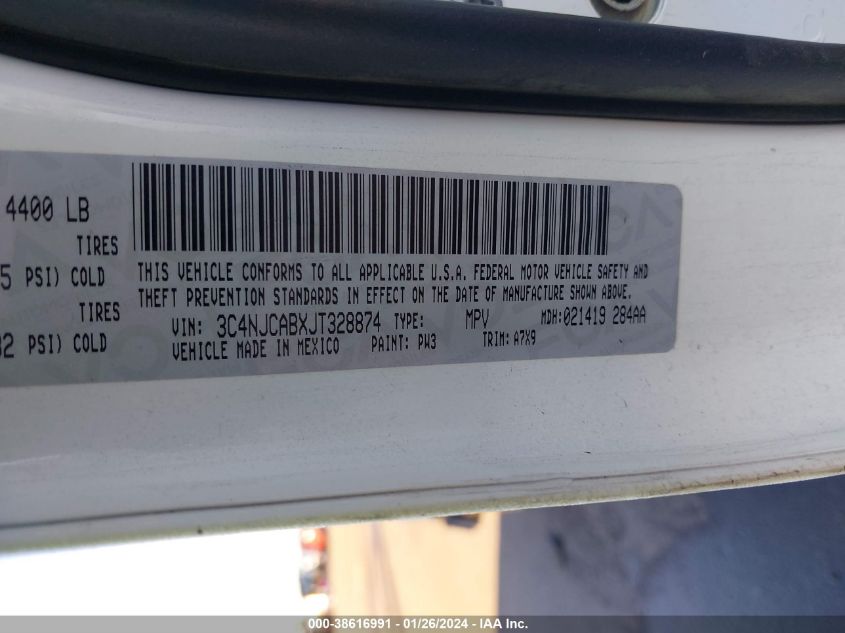 4400 LB
TIRES
5 PSI) COLD
TIRES
32 PSI) COLD
THIS VEHICLE CONFORMS TO ALL APPLICABLE U.S.A. FEDERAL MOTOR VEHICLE SAFETY AND
THEFT PREVENTION STANDARDS IN EFFECT ON THE DATE OF MANUFACTURE SHOWN ABOVE.
VIN: 3C4NJCABXJT328874 TYPE: MPV MDH:021419 284AA
VEHICLE MADE IN MEXICO PAINT: PW3 TRIM: A7X9
000-38616991 - 01/26/2024 - IAA Inc.